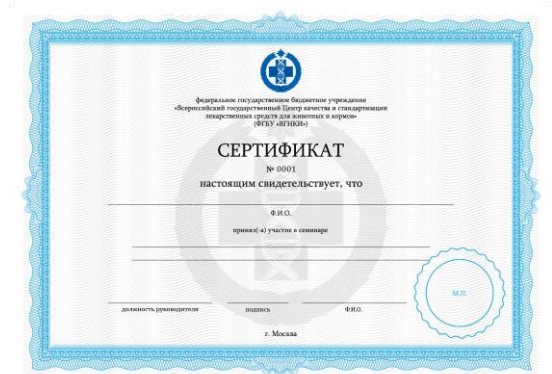 федеральное государственное бюджетное учреждение
«Всероссийский государственный Центр качества и стандартизации
лекарственных средств для животных и кормов»
(ФГБУ «ВГНКИ»)
СЕРТИФИКАТ
№ 0001
настоящим свидетельствует, что
Ф.И.О.
принял(-а) участие в семинаре
М.П.
должность руководителя подпись Ф.И.О.
г. Москва